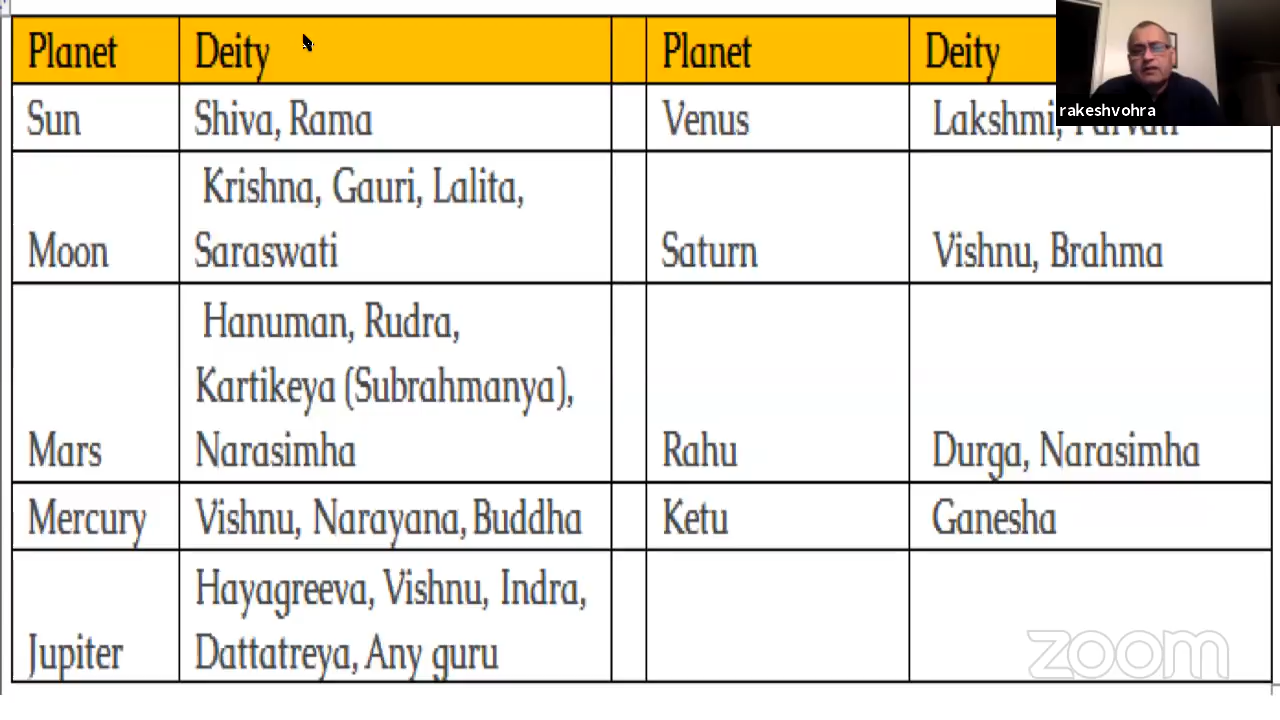 Planet Deity Planet Deity
rakeshvohra
Sun Shiva, Rama Venus Lakshmi,
Krishna, Gauri, Lalita,
Moon Saraswati Saturn Vishnu, Brahma
Hanuman, Rudra,
Kartikeya (Subrahmanya),
Mars Narasimha Rahu Durga, Narasimha
Mercury Vishnu, Narayana, Buddha Ketu Ganesha
Hayagreeva, Vishnu, Indra,
Jupiter Dattatreya, Any guru
zoom